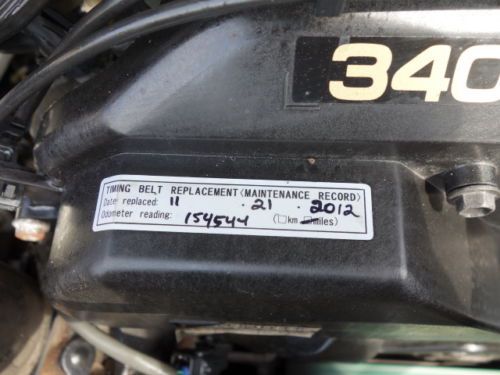 340
TIMING BELT REPLACEMENT〈MAINTENANCE RECORD〉
Date replaced: 11 . 21 . 2012
Odometer reading: 154544 (□km □miles)